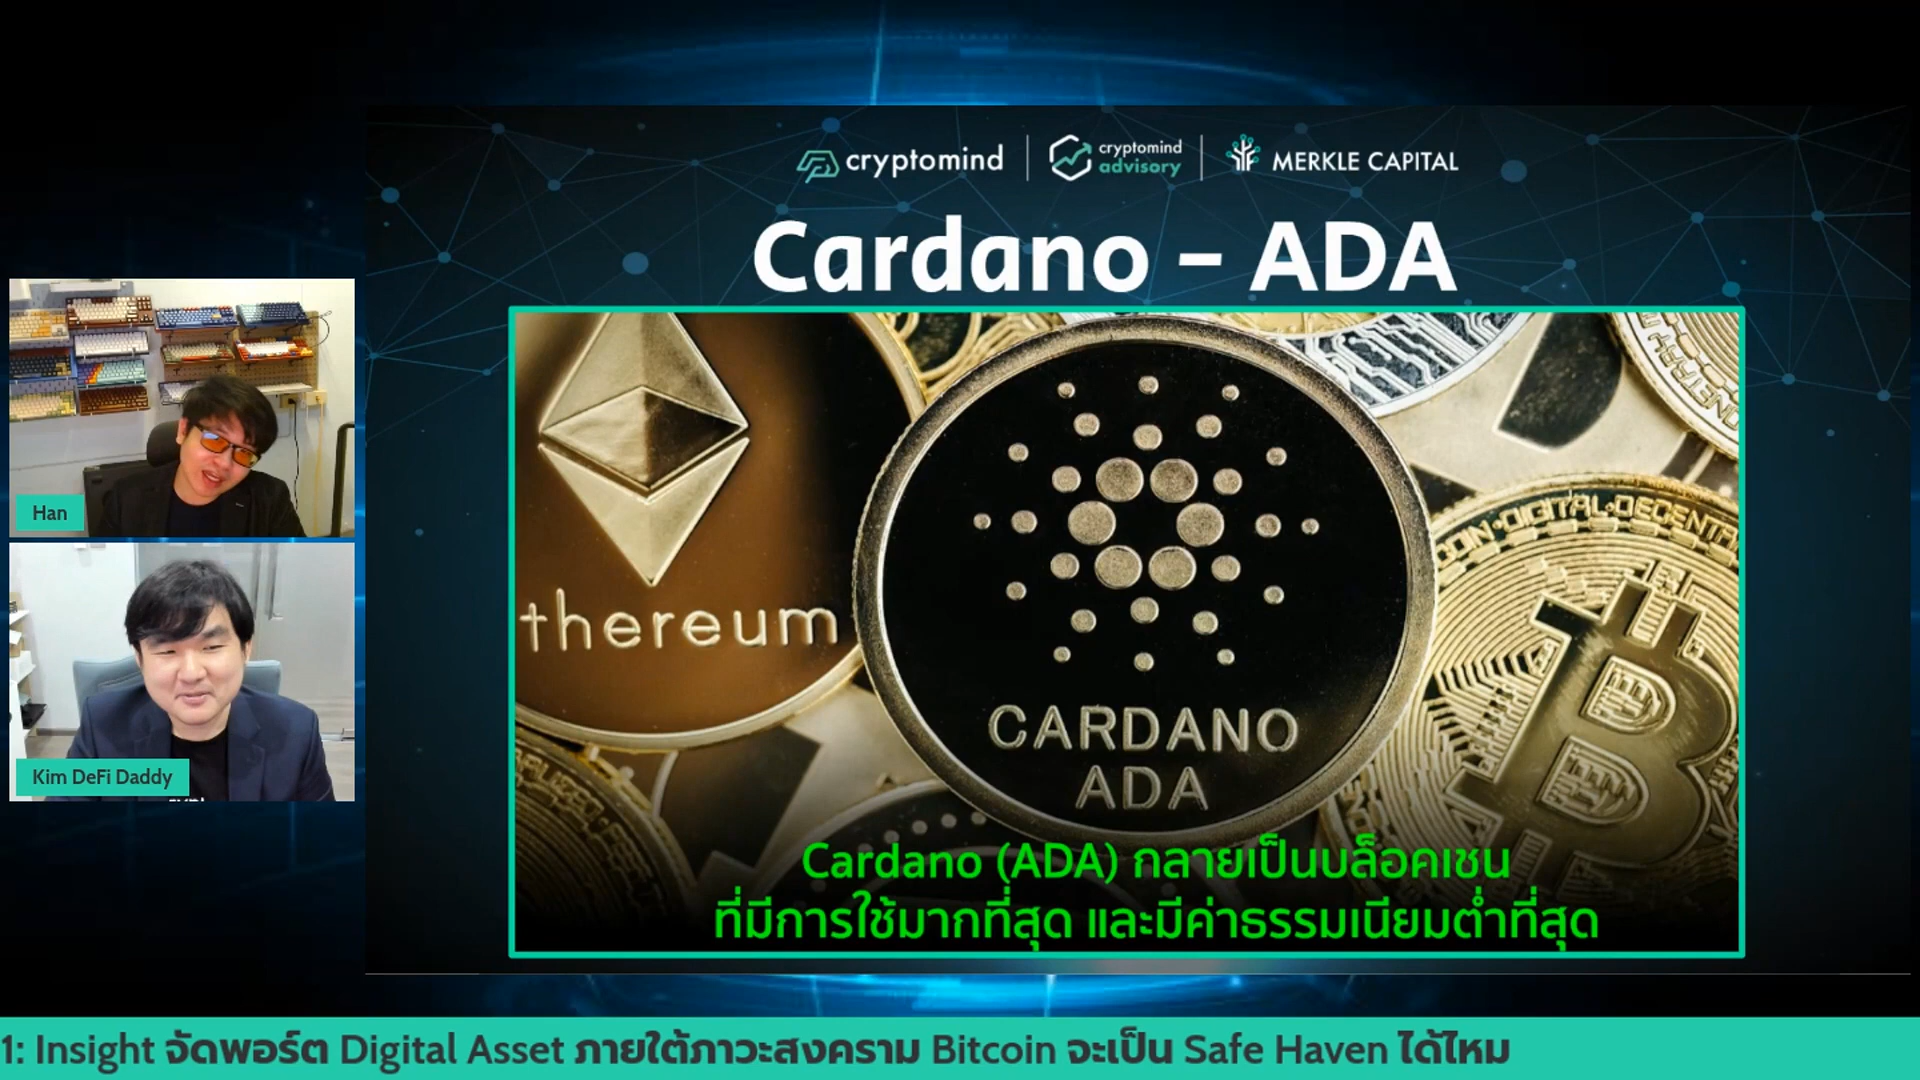 cryptomind
cryptomind
advisory
MERKLE CAPITAL
Cardano – ADA
thereum
CARDANO
ADA
COIN·DIGITAL·DECENTRA
Cardano (ADA) กลายเป็นบล็อคเชน
ที่มีการใช้มากที่สุด และมีค่าธรรมเนียมต่ำที่สุด
Han
Kim DeFi Daddy
1: Insight จัดพอร์ต Digital Asset ภายใต้ภาวะสงคราม Bitcoin จะเป็น Safe Haven ได้ไหม